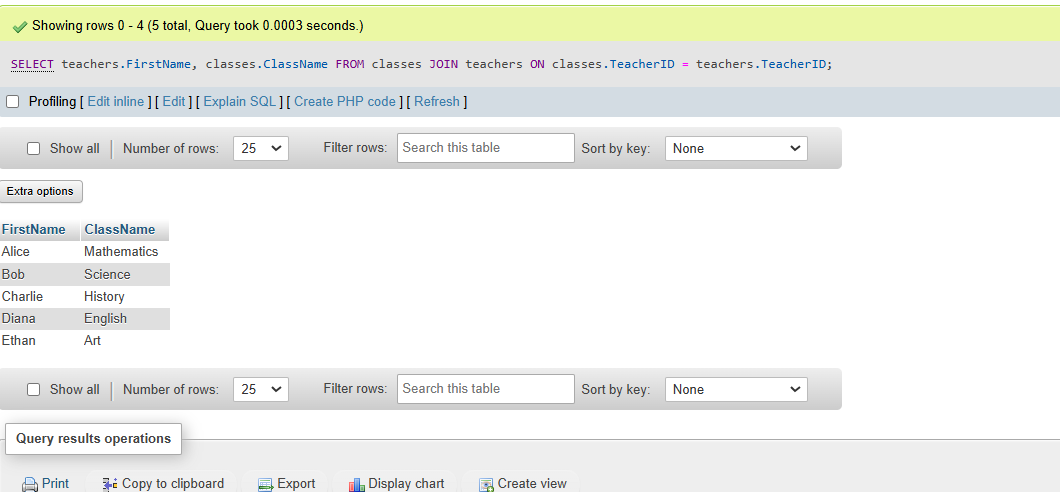 Showing rows 0 - 4 (5 total, Query took 0.0003 seconds.)
SELECT teachers.FirstName, classes.ClassName FROM classes JOIN teachers ON classes.TeacherID = teachers.TeacherID;
Profiling [ Edit inline ] [ Edit ] [ Explain SQL ] [ Create PHP code ] [ Refresh ]
Show all | Number of rows: 25 Filter rows: Search this table Sort by key: None
Extra options
FirstName ClassName
Alice Mathematics
Bob Science
Charlie History
Diana English
Ethan Art
Show all | Number of rows: 25 Filter rows: Search this table Sort by key: None
Query results operations
Print Copy to clipboard Export Display chart Create view